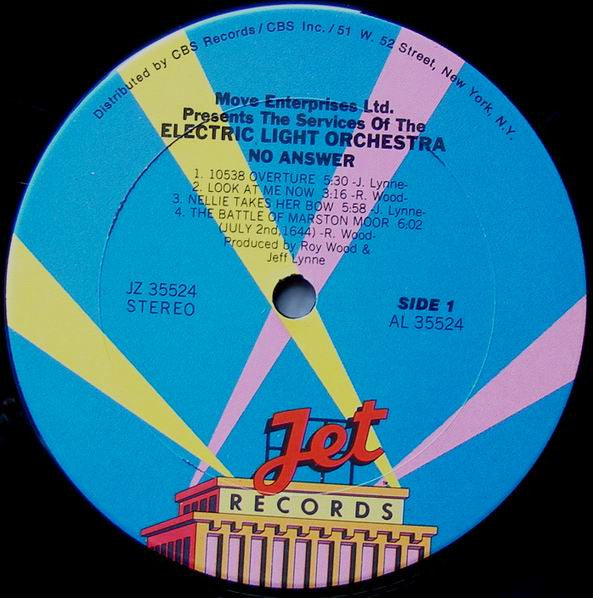 Distributed by CBS Records / CBS Inc. / 51 W. 52 Street, New York, N.Y.
Move Enterprises Ltd.
Presents The Services Of The
ELECTRIC LIGHT ORCHESTRA
NO ANSWER
1. 10538 OVERTURE 5:30 -J. Lynne-
2. LOOK AT ME NOW 3:16 -R. Wood-
3. NELLIE TAKES HER BOW 5:58 -J. Lynne-
4. THE BATTLE OF MARSTON MOOR 6:02
(JULY 2nd, 1644) -R. Wood-
Produced by Roy Wood &
Jeff Lynne
JZ 35524
STEREO
SIDE 1
AL 35524
Jet
RECORDS